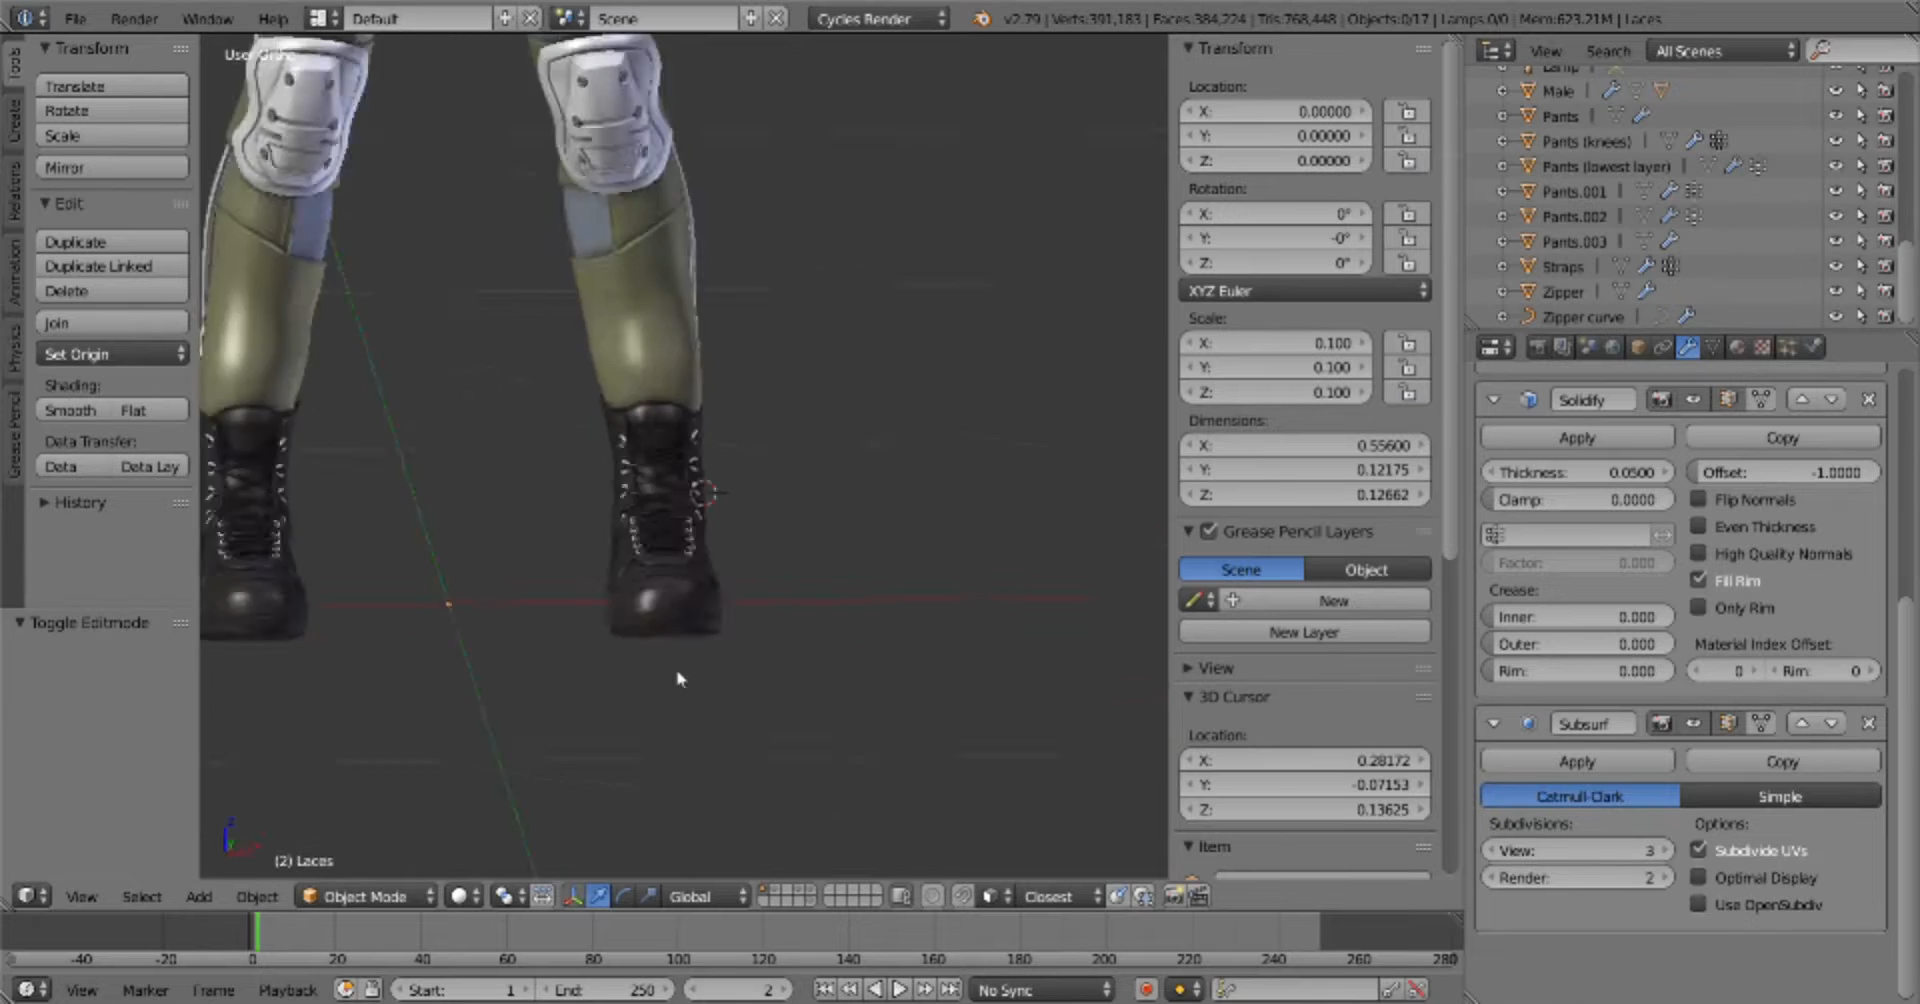 File Render Window Help Default Scene Cycles Render v2.79 | Verts:391,183 | Faces:384,224 | Tris:768,448 | Objects:0/17 | Lamps:0/0 | Mem:623.21M | Laces
Tools
Create
Relations
Animation
Physics
Grease Pencil
Transform
Translate
Rotate
Scale
Mirror
Edit
Duplicate
Duplicate Linked
Delete
Join
Set Origin
Shading:
Smooth Flat
Data Transfer:
Data Data Lay
History
Toggle Editmode
User Ortho
(2) Laces
Transform
Location:
X: 0.00000
Y: 0.00000
Z: 0.00000
Rotation:
X: 0°
Y: -0°
Z: 0°
XYZ Euler
Scale:
X: 0.100
Y: 0.100
Z: 0.100
Dimensions:
X: 0.55600
Y: 0.12175
Z: 0.12662
Grease Pencil Layers
Scene Object
New
New Layer
View
3D Cursor
Location:
X: 0.28172
Y: -0.07153
Z: 0.13625
Item
View Search All Scenes
Lamp
Male
Pants
Pants (knees)
Pants (lowest layer)
Pants.001
Pants.002
Pants.003
Straps
Zipper
Zipper curve
Solidify
Apply Copy
Thickness: 0.0500 Offset: -1.0000
Clamp: 0.0000 Flip Normals
Even Thickness
Factor: 0.000 High Quality Normals
Crease: Fill Rim
Inner: 0.000 Only Rim
Outer: 0.000 Material Index Offset:
Rim: 0.000 0 Rim: 0
Subsurf
Apply Copy
Catmull-Clark Simple
Subdivisions: Options:
View: 3 Subdivide UVs
Render: 2 Optimal Display
Use OpenSubdiv
View Select Add Object Object Mode Global Closest
-40 -20 0 20 40 60 80 100 120 140 160 180 200 220 240 260 280
View Marker Frame Playback Start: 1 End: 250 2 No Sync